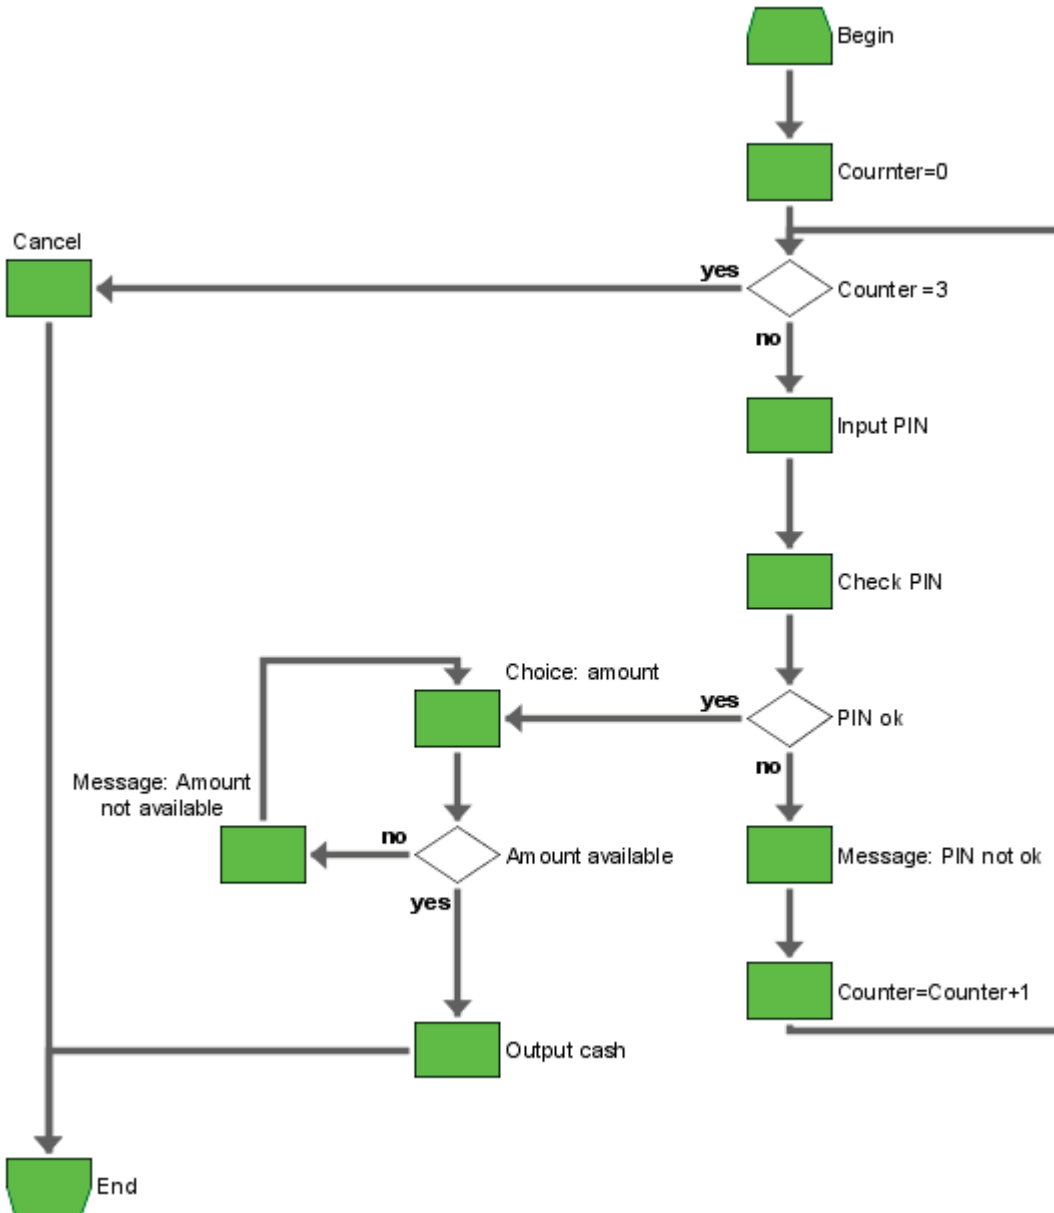 Begin
Cournter=0
Cancel
yes
Counter =3
no
Input PIN
Check PIN
Choice: amount
yes
PIN ok
no
Message: Amount
not available
no
Amount available
Message: PIN not ok
yes
Counter=Counter+1
Output cash
End